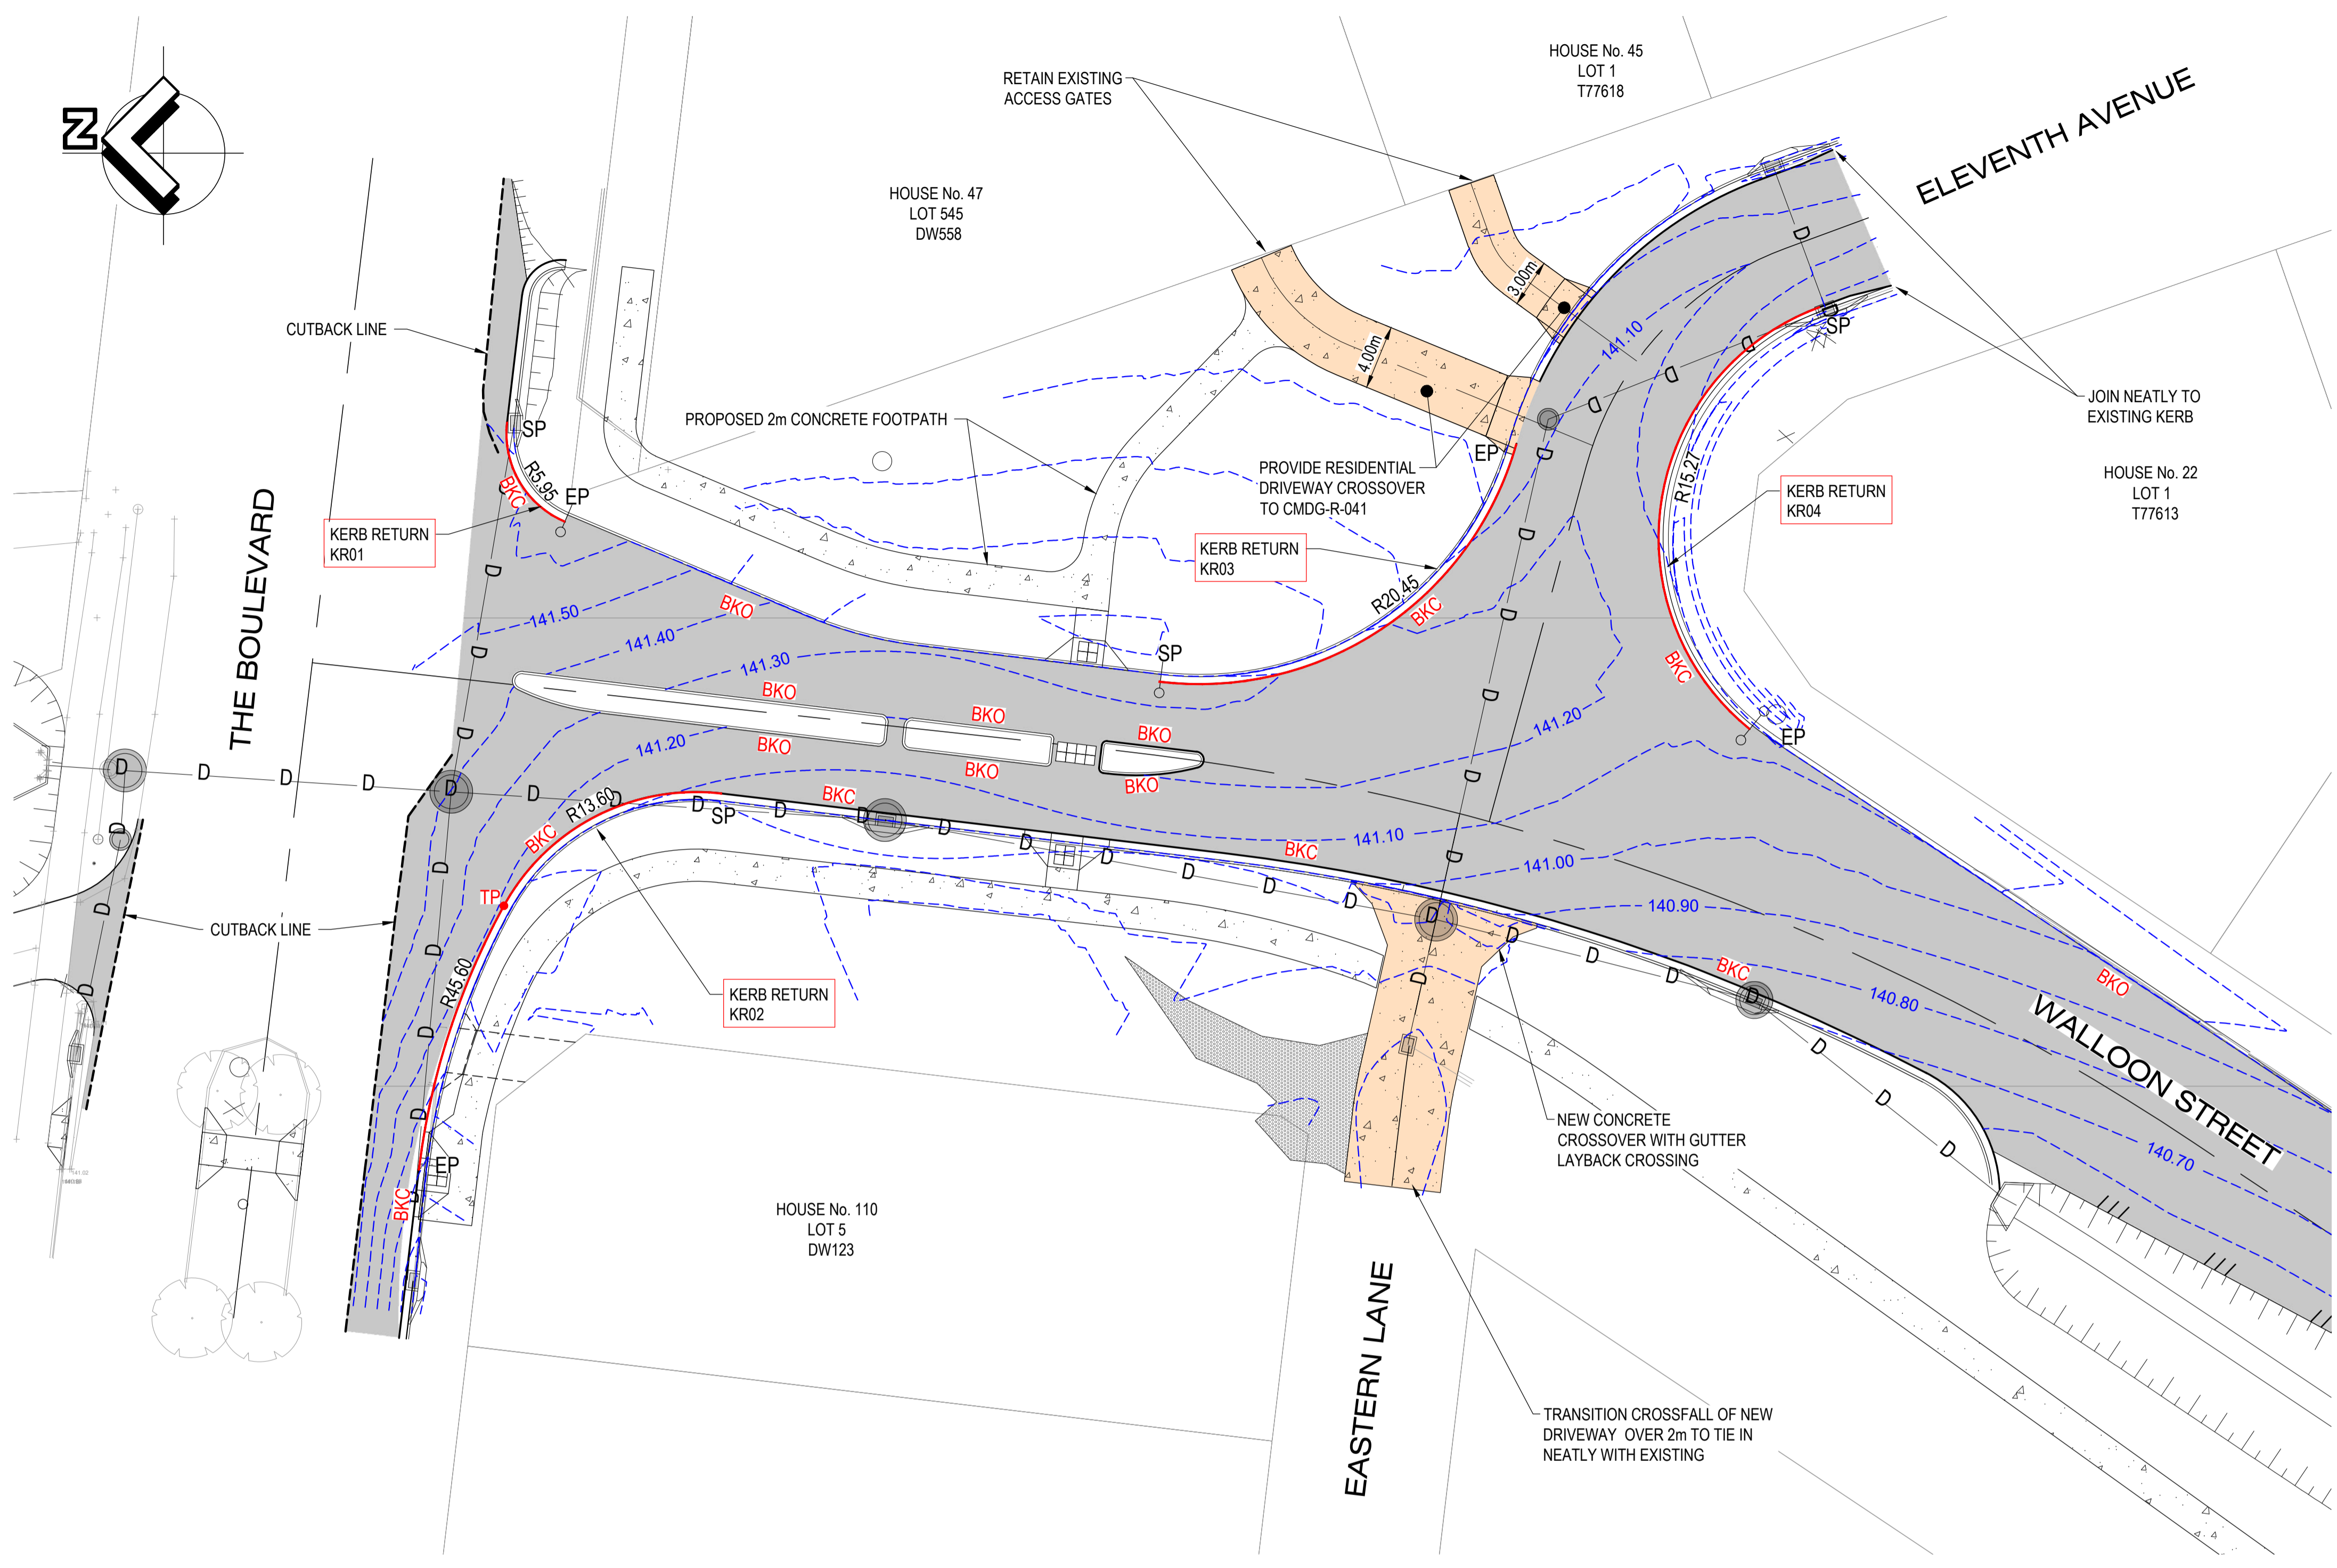 N
HOUSE No. 45
LOT 1
T77618
RETAIN EXISTING
ACCESS GATES
ELEVENTH AVENUE
HOUSE No. 47
LOT 545
DW558
D
3.00m
CUTBACK LINE
141.10
D
SP
D
4.00m
D
D
JOIN NEATLY TO
EXISTING KERB
PROPOSED 2m CONCRETE FOOTPATH
SP
EP
D
R15.27
PROVIDE RESIDENTIAL
DRIVEWAY CROSSOVER
TO CMDG-R-041
HOUSE No. 22
LOT 1
T77613
R5.95
BKC
EP
KERB RETURN
KR04
KERB RETURN
KR01
KERB RETURN
KR03
D
D
THE BOULEVARD
141.50
BKO
R20.45
BKC
D
141.40
D
SP
141.30
BKC
BKO
D
BKO
141.20
D
BKO
BKO
141.20
EP
BKO
D
D
D
D
D
D
D
BKO
D
R13.60
D
SP
D
BKC
D
D
D
BKC
141.10
D
BKC
D
D
D
141.00
D
D
D
TP
D
D
140.90
CUTBACK LINE
D
D
D
D
BKC
BKO
R45.60
D
D
D
140.80
KERB RETURN
KR02
D
WALLOON STREET
D
D
D
NEW CONCRETE
CROSSOVER WITH GUTTER
LAYBACK CROSSING
D
140.70
EP
BKC
HOUSE No. 110
LOT 5
DW123
EASTERN LANE
TRANSITION CROSSFALL OF NEW
DRIVEWAY OVER 2m TO TIE IN
NEATLY WITH EXISTING